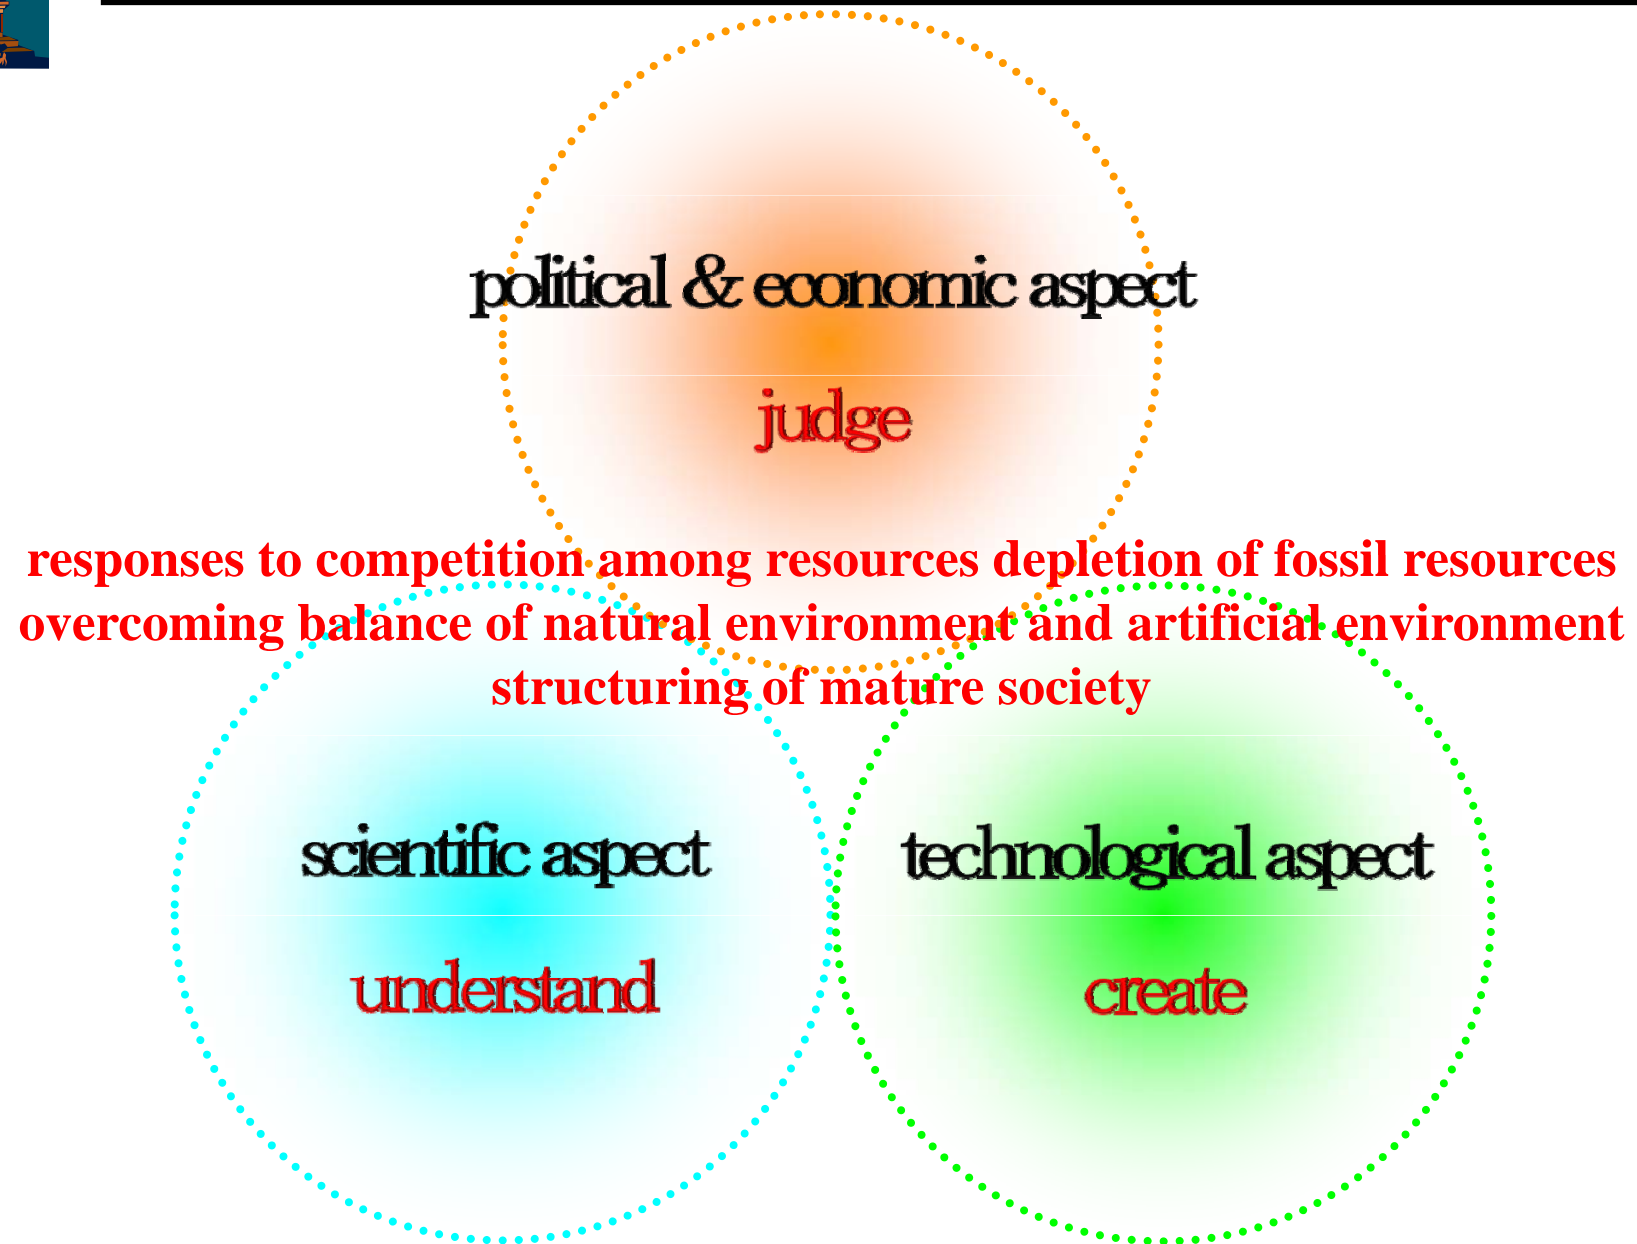 political & economic aspect
judge
responses to competition among resources depletion of fossil resources
overcoming balance of natural environment and artificial environment
structuring of mature society
scientific aspect
technological aspect
understand
create